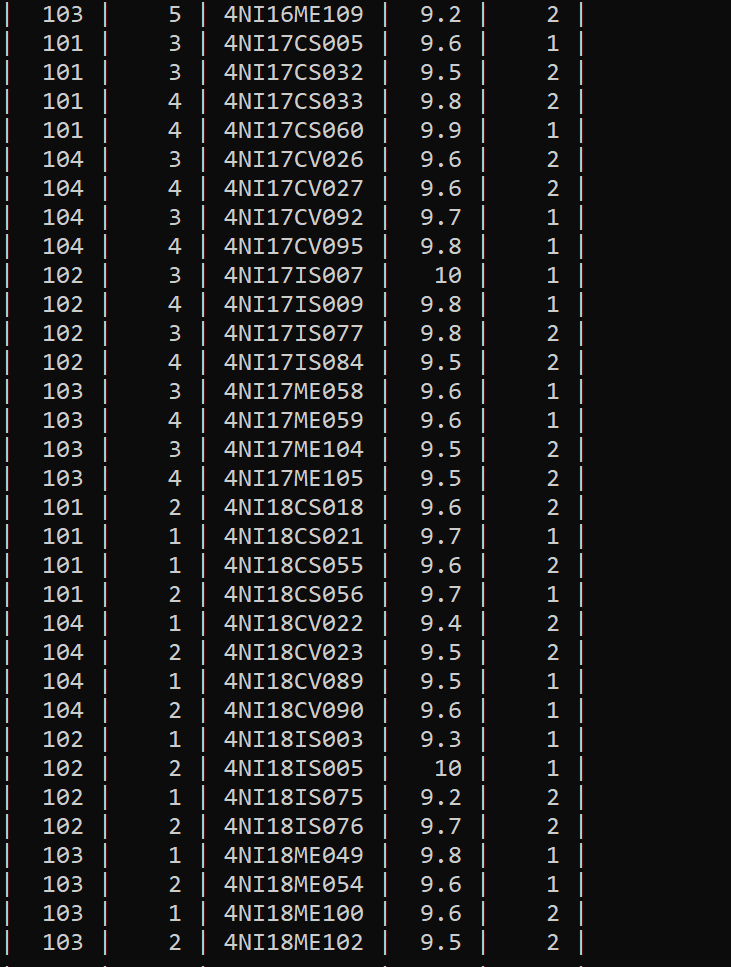 | 103 | 5 | 4NI16ME109 | 9.2 | 2 |
| 101 | 3 | 4NI17CS005 | 9.6 | 1 |
| 101 | 3 | 4NI17CS032 | 9.5 | 2 |
| 101 | 4 | 4NI17CS033 | 9.8 | 2 |
| 101 | 4 | 4NI17CS060 | 9.9 | 1 |
| 104 | 3 | 4NI17CV026 | 9.6 | 2 |
| 104 | 4 | 4NI17CV027 | 9.6 | 2 |
| 104 | 3 | 4NI17CV092 | 9.7 | 1 |
| 104 | 4 | 4NI17CV095 | 9.8 | 1 |
| 102 | 3 | 4NI17IS007 | 10 | 1 |
| 102 | 4 | 4NI17IS009 | 9.8 | 1 |
| 102 | 3 | 4NI17IS077 | 9.8 | 2 |
| 102 | 4 | 4NI17IS084 | 9.5 | 2 |
| 103 | 3 | 4NI17ME058 | 9.6 | 1 |
| 103 | 4 | 4NI17ME059 | 9.6 | 1 |
| 103 | 3 | 4NI17ME104 | 9.5 | 2 |
| 103 | 4 | 4NI17ME105 | 9.5 | 2 |
| 101 | 2 | 4NI18CS018 | 9.6 | 2 |
| 101 | 1 | 4NI18CS021 | 9.7 | 1 |
| 101 | 1 | 4NI18CS055 | 9.6 | 2 |
| 101 | 2 | 4NI18CS056 | 9.7 | 1 |
| 104 | 1 | 4NI18CV022 | 9.4 | 2 |
| 104 | 2 | 4NI18CV023 | 9.5 | 2 |
| 104 | 1 | 4NI18CV089 | 9.5 | 1 |
| 104 | 2 | 4NI18CV090 | 9.6 | 1 |
| 102 | 1 | 4NI18IS003 | 9.3 | 1 |
| 102 | 2 | 4NI18IS005 | 10 | 1 |
| 102 | 1 | 4NI18IS075 | 9.2 | 2 |
| 102 | 2 | 4NI18IS076 | 9.7 | 2 |
| 103 | 1 | 4NI18ME049 | 9.8 | 1 |
| 103 | 2 | 4NI18ME054 | 9.6 | 1 |
| 103 | 1 | 4NI18ME100 | 9.6 | 2 |
| 103 | 2 | 4NI18ME102 | 9.5 | 2 |